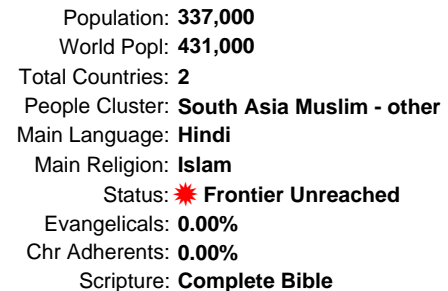 Population: 337,000
World Popl: 431,000
Total Countries: 2
People Cluster: South Asia Muslim - other
Main Language: Hindi
Main Religion: Islam
Status: Frontier Unreached
Evangelicals: 0.00%
Chr Adherents: 0.00%
Scripture: Complete Bible